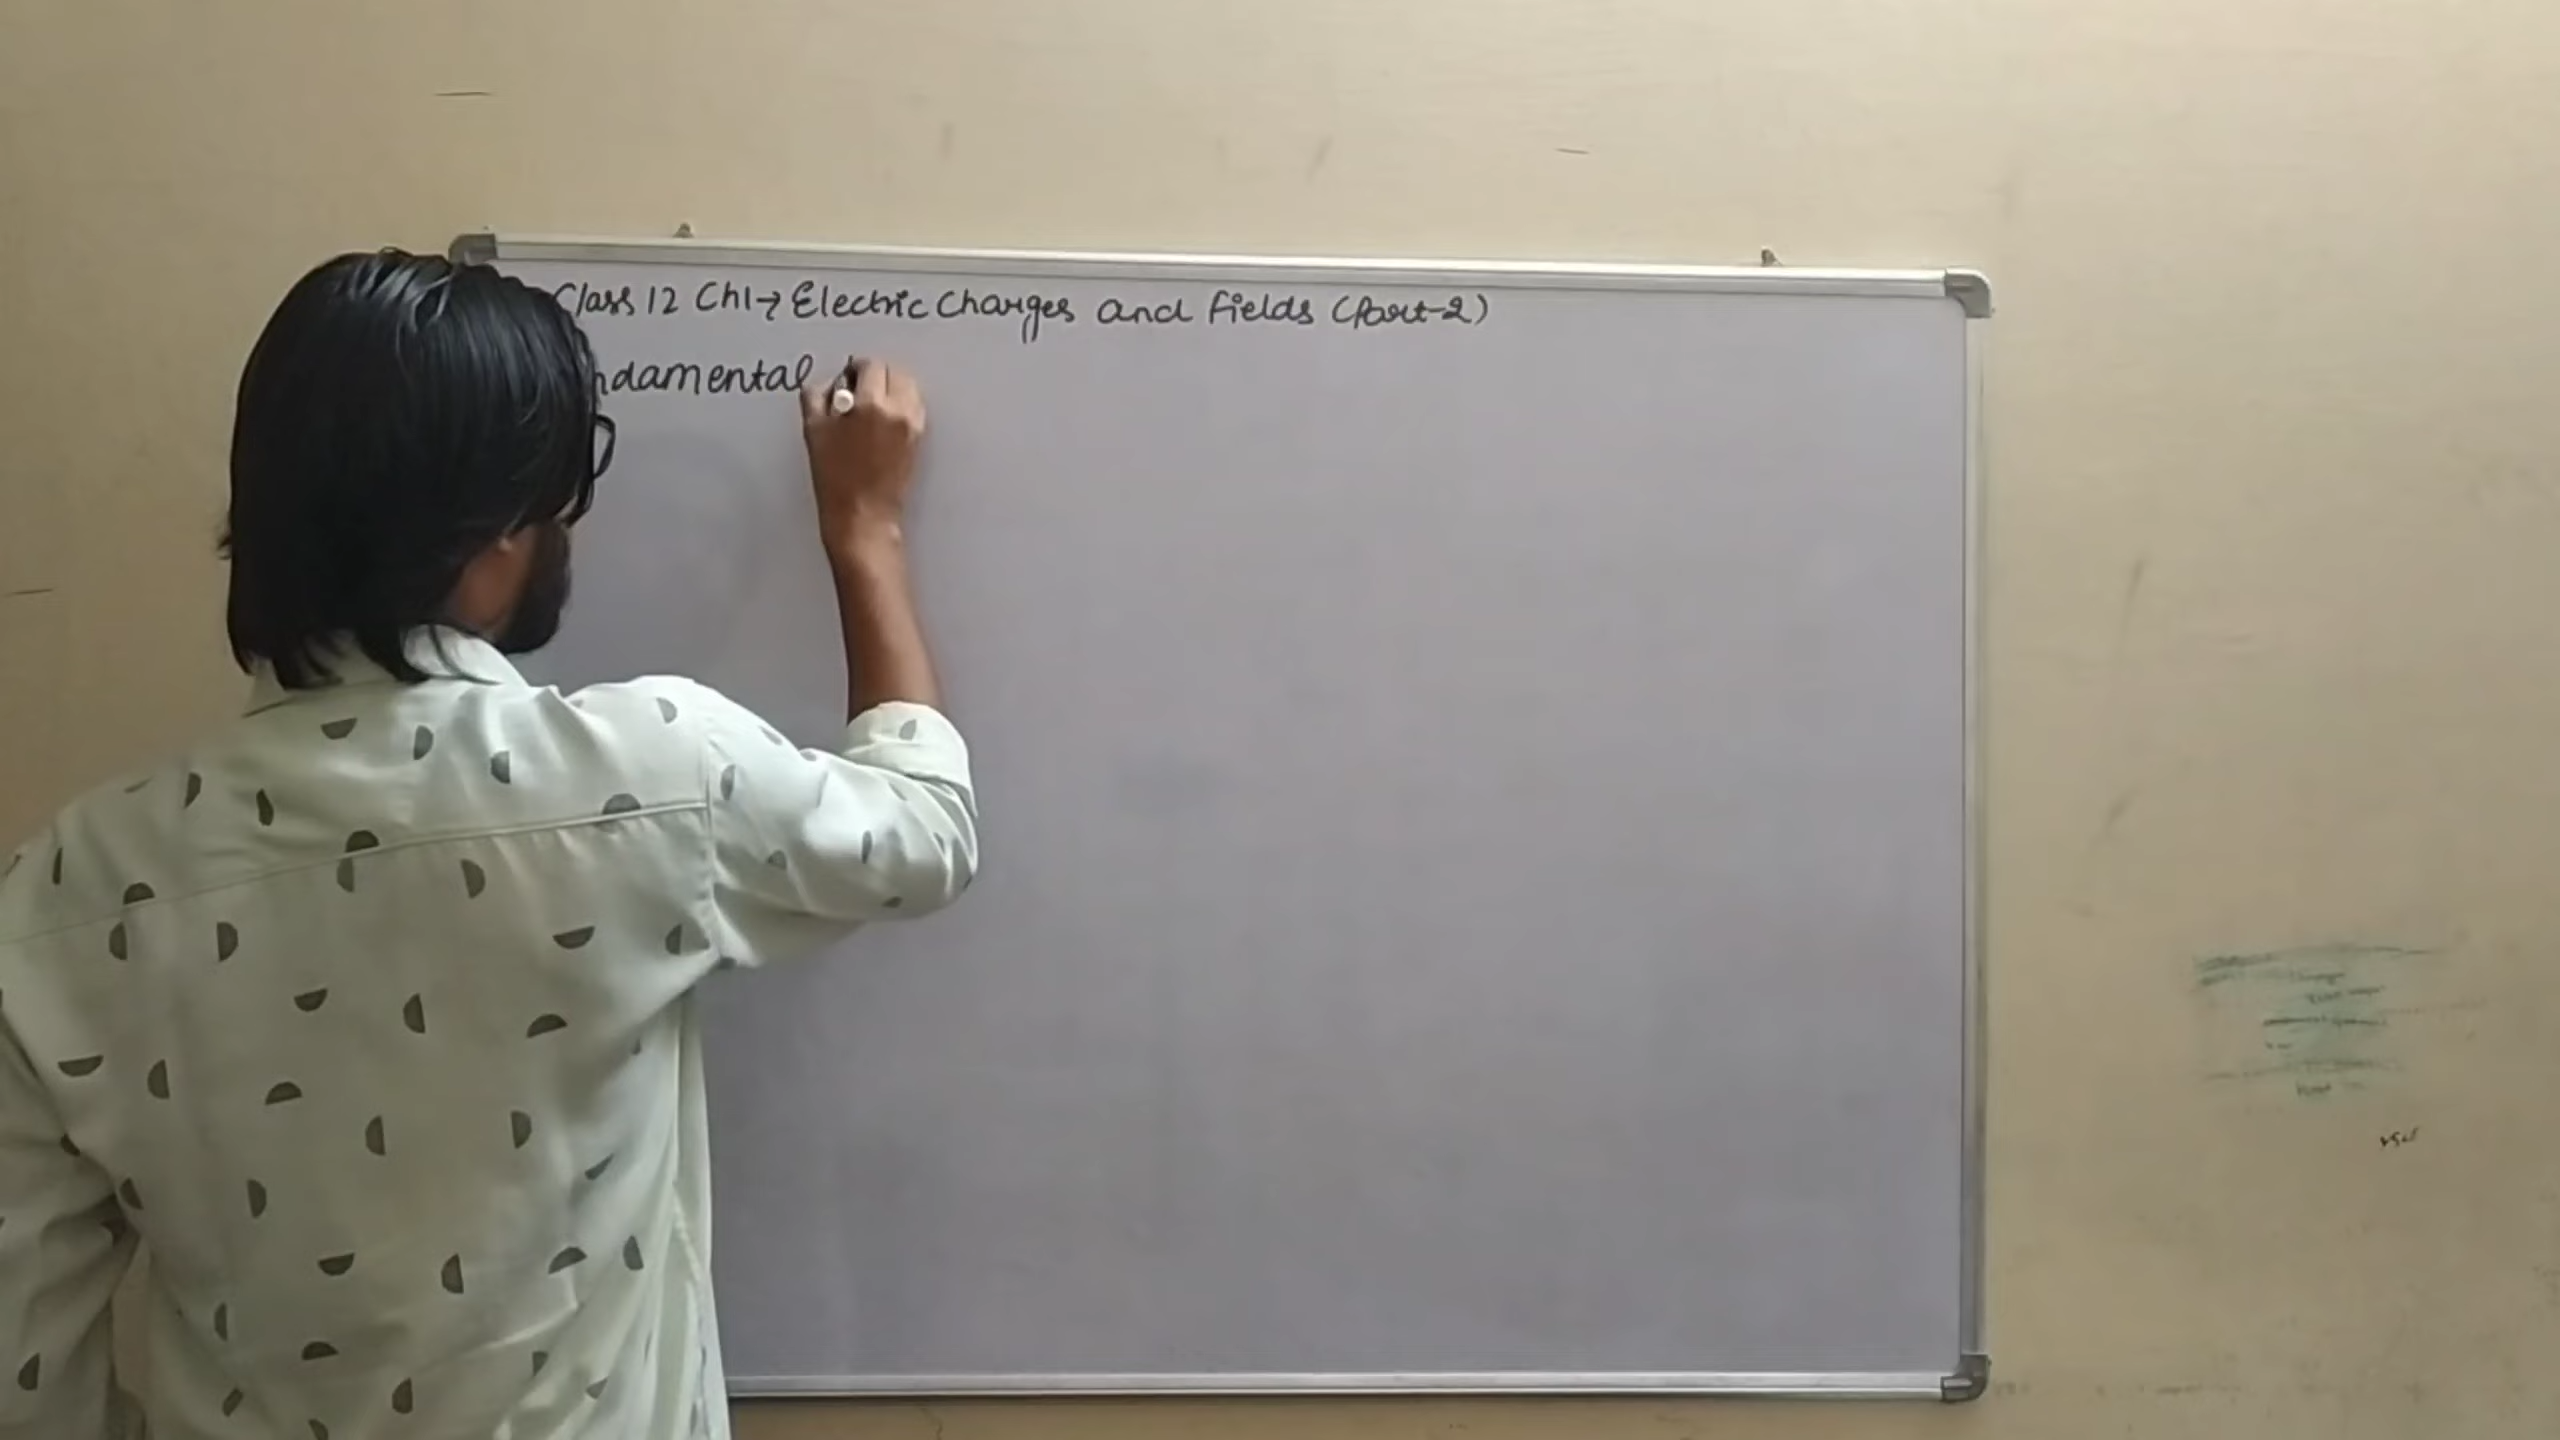 Class 12 Ch1→ Electric Charges and Fields (Part-2)
ndamental